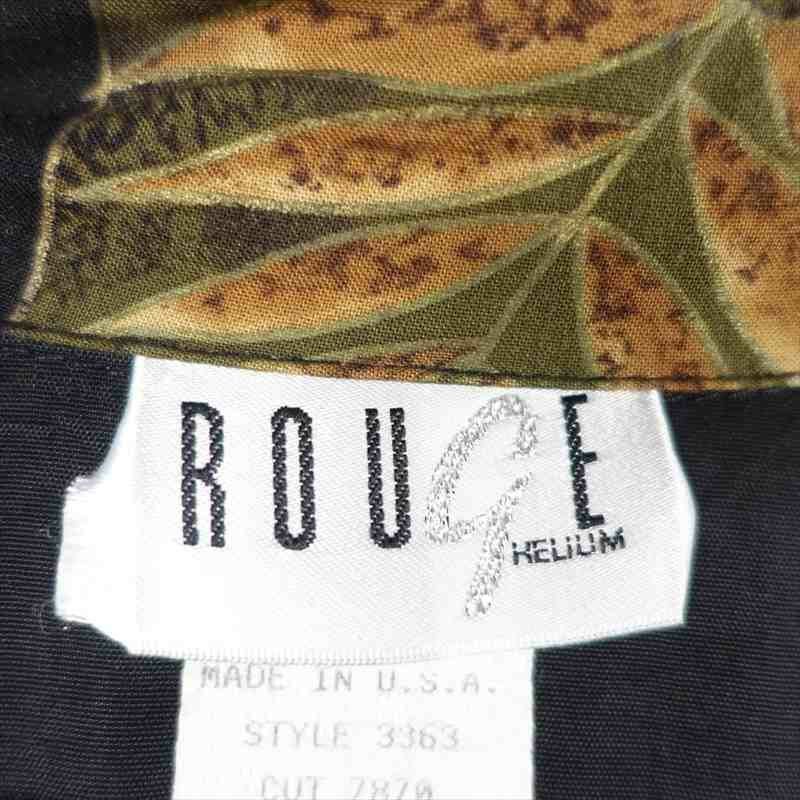 ROUGE
HELIUM
MADE IN U.S.A.
STYLE 3363
CUT 7870